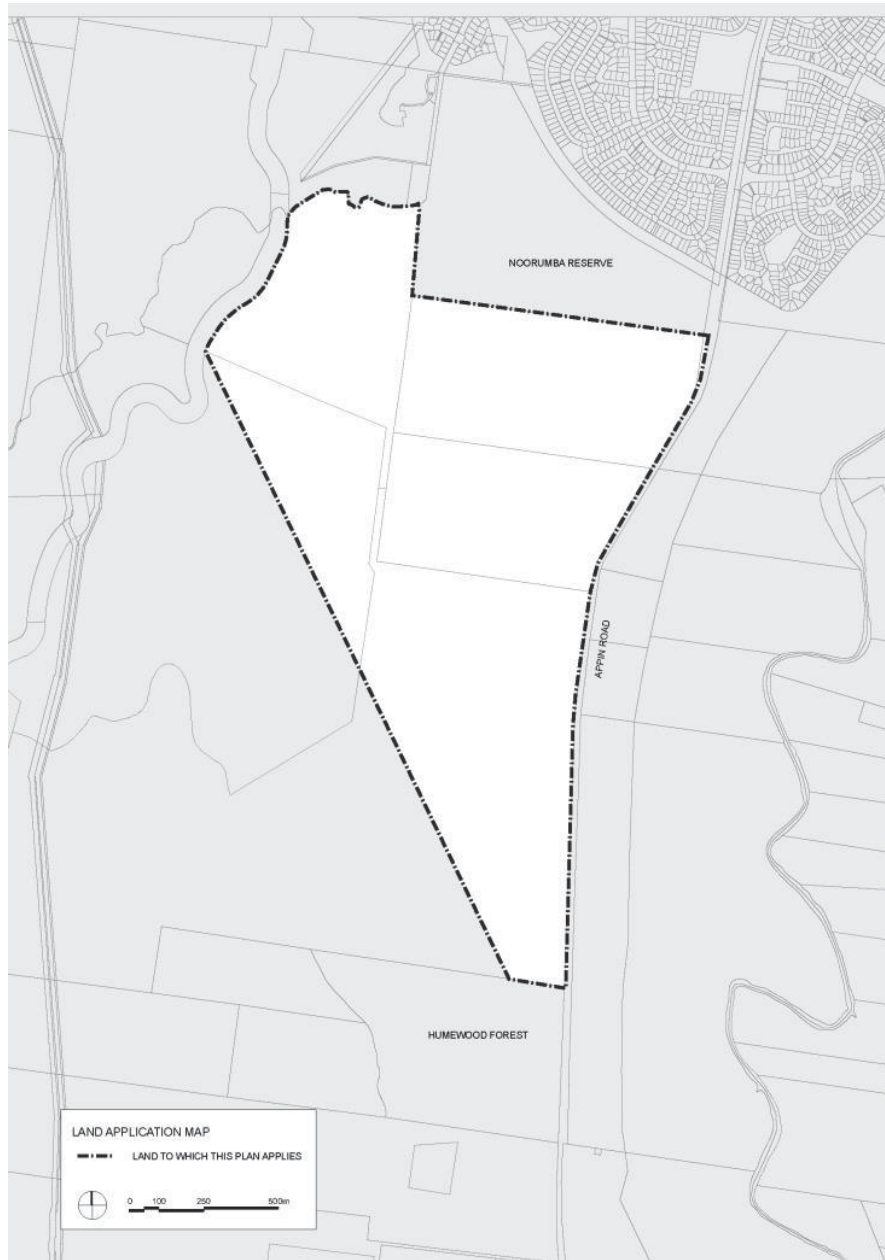 NOORUMBA RESERVE
APPIN ROAD
HUMEWOOD FOREST
LAND APPLICATION MAP
LAND TO WHICH THIS PLAN APPLIES
0 100 250 500m